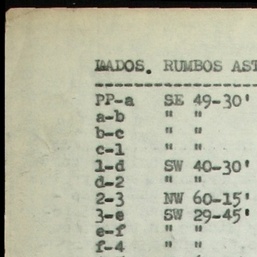 LADOS. RUMBOS AST
PP-a SE 49-30'
a-b " "
b-c " "
c-1 " "
1-d SW 40-30'
d-2 " "
2-3 NW 60-15'
3-e SW 29-45'
e-f " "
f-4 " "